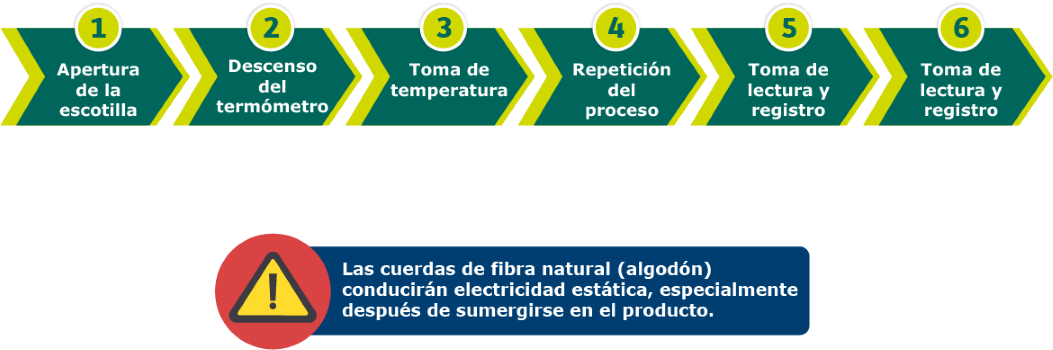 1
Apertura
de la
escotilla
2
Descenso
del
termómetro
3
Toma de
temperatura
4
Repetición
del
proceso
5
Toma de
lectura y
registro
6
Toma de
lectura y
registro
!
Las cuerdas de fibra natural (algodón)
conducirán electricidad estática, especialmente
después de sumergirse en el producto.